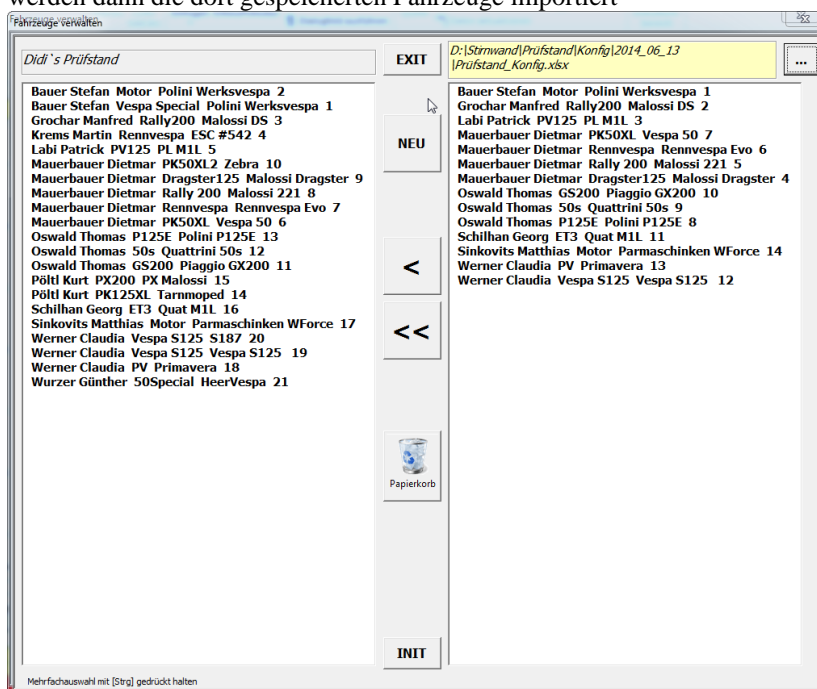 werden dann die dort gespeicherten Fahrzeuge importiert
Fahrzeuge verwalten
Didi`s Prüfstand
EXIT
D:\Stirnwand\Prüfstand\Konfig\2014_06_13
\Prüfstand_Konfig.xlsx
...
Bauer Stefan Motor Polini Werksvespa 2
Bauer Stefan Vespa Special Polini Werksvespa 1
Grochar Manfred Rally200 Malossi DS 3
Krems Martin Rennvespa ESC #542 4
Labi Patrick PV125 PL M1L 5
Mauerbauer Dietmar PK50XL2 Zebra 10
Mauerbauer Dietmar Dragster125 Malossi Dragster 9
Mauerbauer Dietmar Rally 200 Malossi 221 8
Mauerbauer Dietmar Rennvespa Rennvespa Evo 7
Mauerbauer Dietmar PK50XL Vespa 50 6
Oswald Thomas P125E Polini P125E 13
Oswald Thomas 50s Quattrini 50s 12
Oswald Thomas GS200 Piaggio GX200 11
Pöltl Kurt PX200 PX Malossi 15
Pöltl Kurt PK125XL Tarnmoped 14
Schilhan Georg ET3 Quat M1L 16
Sinkovits Matthias Motor Parmaschinken WForce 17
Werner Claudia Vespa S125 S187 20
Werner Claudia Vespa S125 Vespa S125 19
Werner Claudia PV Primavera 18
Wurzer Günther 50Special HeerVespa 21
NEU
<
<<
Papierkorb
INIT
Bauer Stefan Motor Polini Werksvespa 1
Grochar Manfred Rally200 Malossi DS 2
Labi Patrick PV125 PL M1L 3
Mauerbauer Dietmar PK50XL Vespa 50 7
Mauerbauer Dietmar Rennvespa Rennvespa Evo 6
Mauerbauer Dietmar Rally 200 Malossi 221 5
Mauerbauer Dietmar Dragster125 Malossi Dragster 4
Oswald Thomas GS200 Piaggio GX200 10
Oswald Thomas 50s Quattrini 50s 9
Oswald Thomas P125E Polini P125E 8
Schilhan Georg ET3 Quat M1L 11
Sinkovits Matthias Motor Parmaschinken WForce 14
Werner Claudia PV Primavera 13
Werner Claudia Vespa S125 Vespa S125 12
Mehrfachauswahl mit [Strg] gedrückt halten